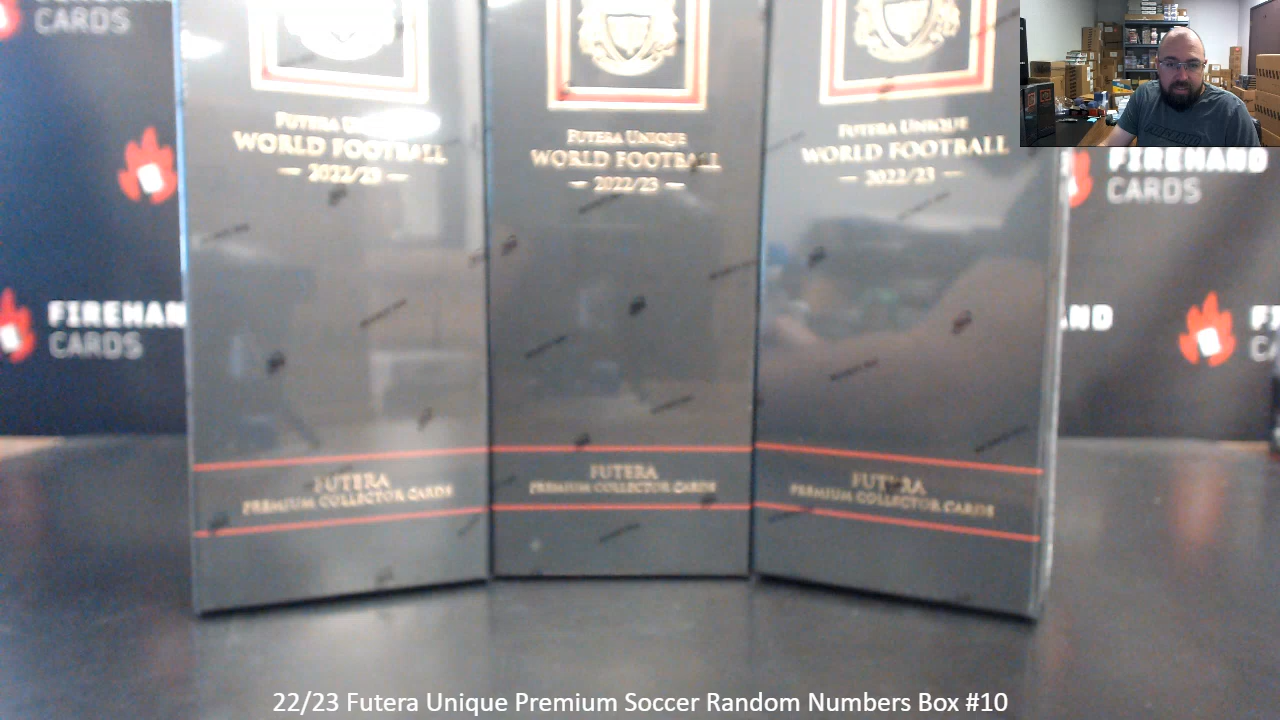 CARDS
FUTERA UNIQUE
WORLD FOOTBALL
— 2022/23 —
FUTERA
PREMIUM COLLECTOR CARDS
FUTERA UNIQUE
WORLD FOOTBALL
— 2022/23 —
FUTERA
PREMIUM COLLECTOR CARDS
FUTERA UNIQUE
WORLD FOOTBALL
— 2022/23 —
FUTERA
PREMIUM COLLECTOR CARDS
FIREHAND
CARDS
FIREHAN
CARDS
22/23 Futera Unique Premium Soccer Random Numbers Box #10